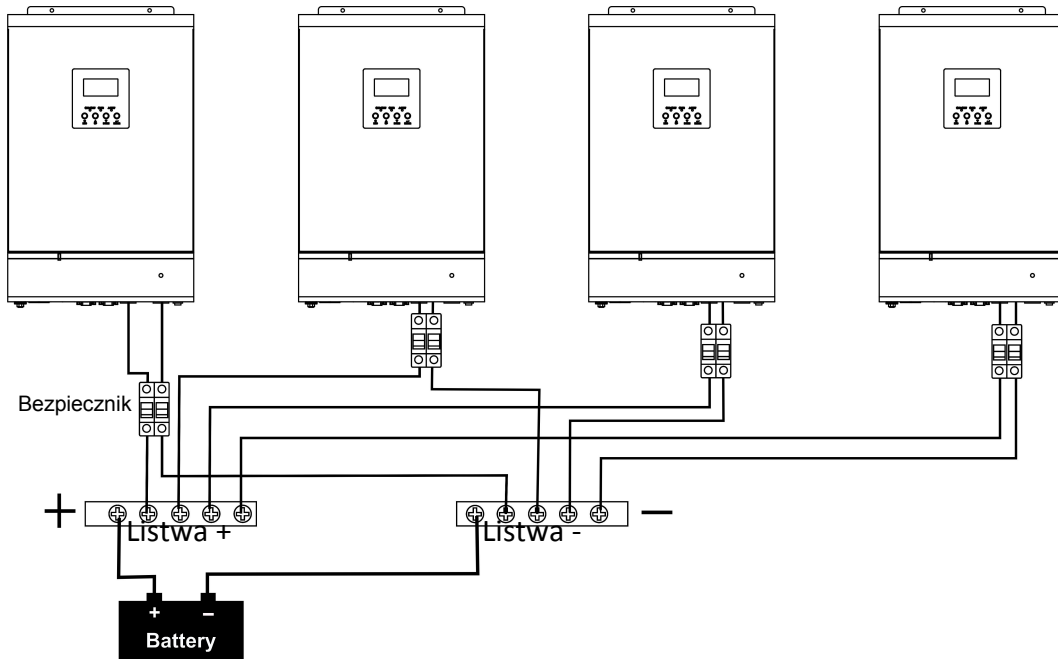 Bezpiecznik
+
Listwa +
Listwa -
—
+ –
Battery